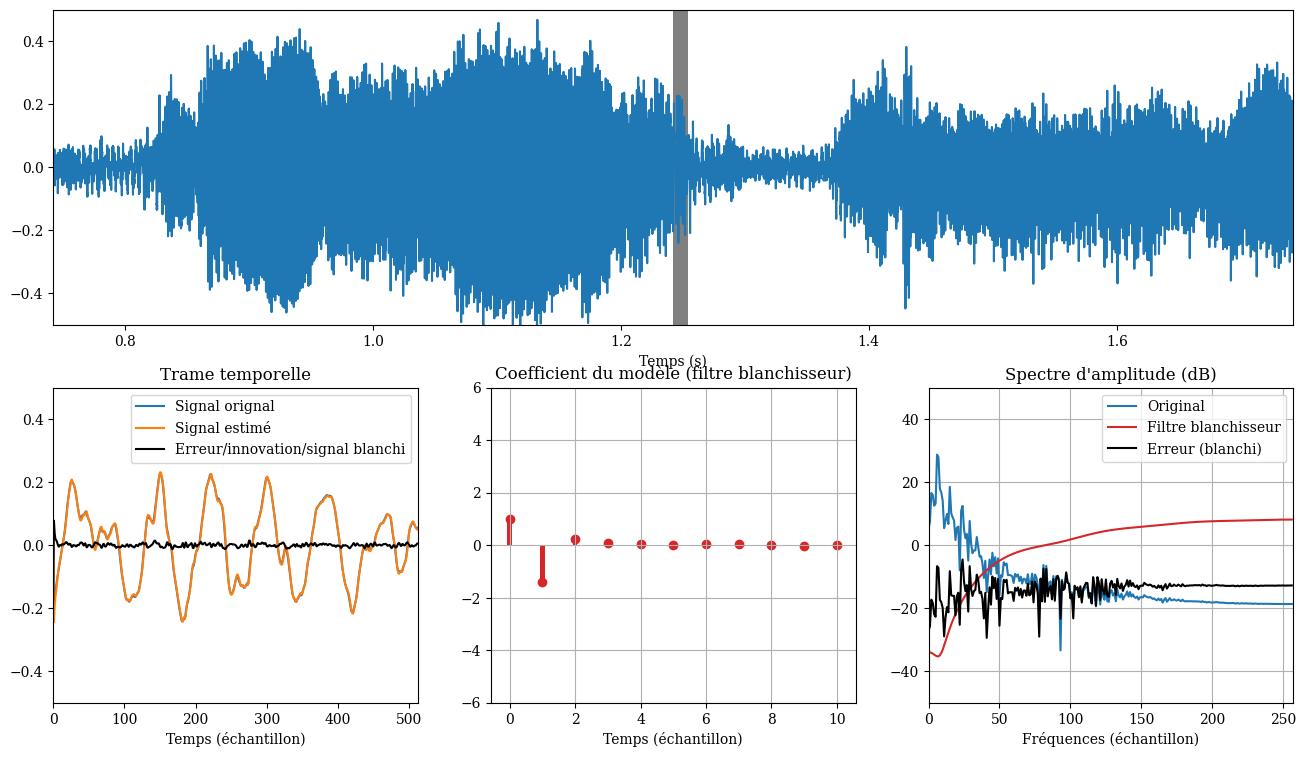 0.4
0.2
0.0
−0.2
−0.4
0.8 1.0 1.2 1.4 1.6
Temps (s)
Trame temporelle
0.4
0.2
0.0
−0.2
−0.4
Signal orignal
Signal estimé
Erreur/innovation/signal blanchi
0 100 200 300 400 500
Temps (échantillon)
Coefficient du modèle (filtre blanchisseur)
6
4
2
0
−2
−4
−6
0 2 4 6 8 10
Temps (échantillon)
Spectre d'amplitude (dB)
40
20
0
−20
−40
Original
Filtre blanchisseur
Erreur (blanchi)
0 50 100 150 200 250
Fréquences (échantillon)